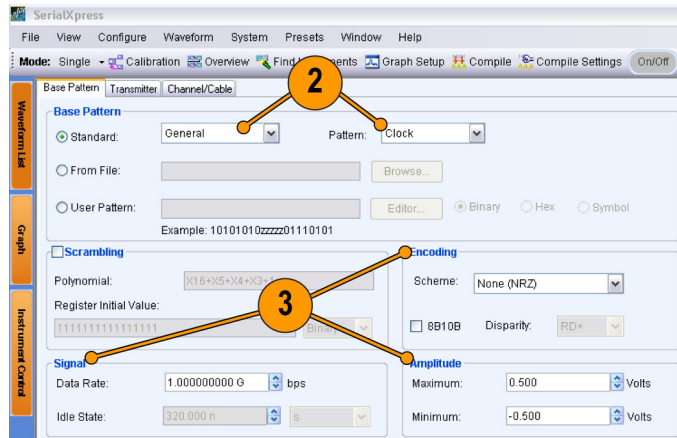 SerialXpress
File View Configure Waveform System Presets Window Help
Mode: Single Calibration Overview Find Graph Setup Compile Compile Settings On/Off
Base Pattern Transmitter Channel/Cable
2
Waveform List
Base Pattern
Standard: General Pattern: Clock
From File: Browse...
User Pattern: Editor... Binary Hex Symbol
Example: 10101010zzzzz01110101
Graph
Scrambling Encoding
Polynomial: Scheme: None (NRZ)
Register Initial Value:
3
1111111111111111 8B10B Disparity: RD+
Instrument Control
Signal Amplitude
Data Rate: 1.000000000 G bps Maximum: 0.500 Volts
Idle State: 320.000 n s Minimum: -0.500 Volts